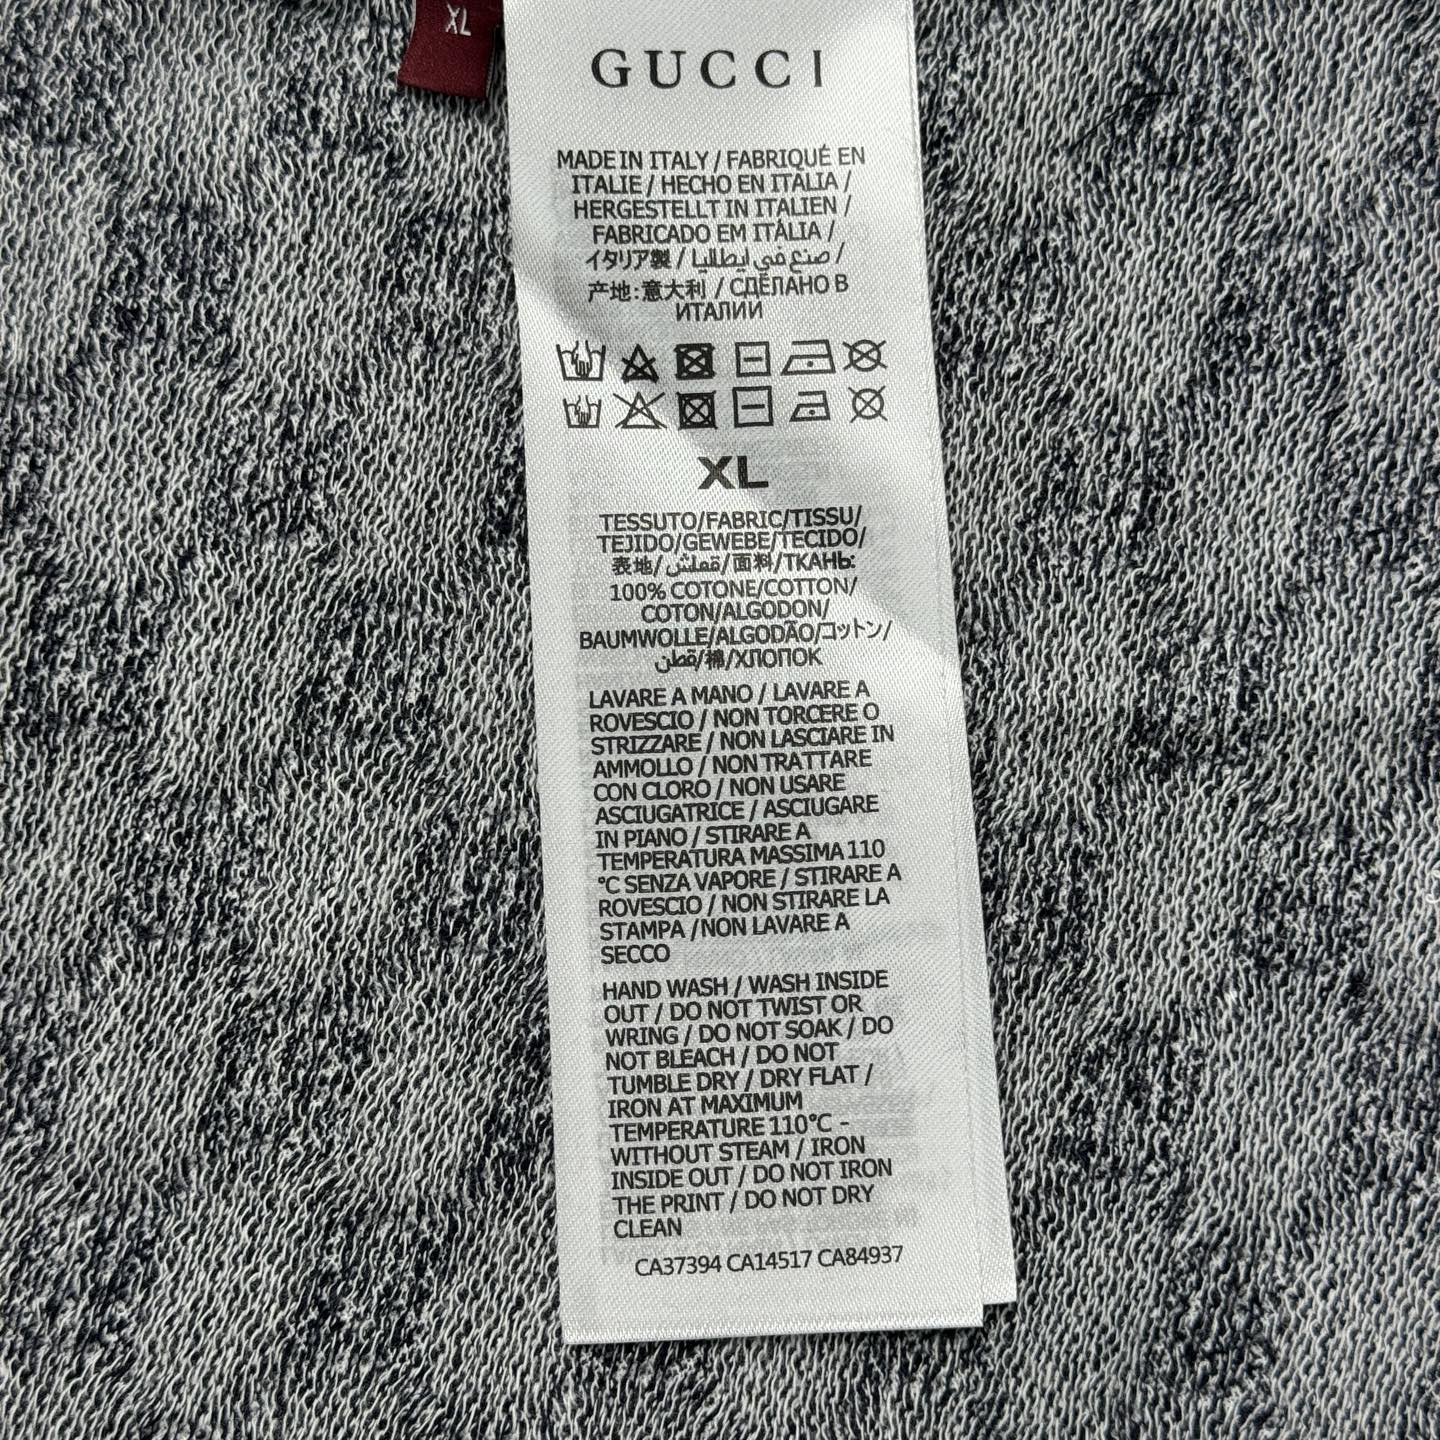 XL
GUCCI
MADE IN ITALY / FABRIQUÉ EN
ITALIE / HECHO EN ITALIA /
HERGESTELLT IN ITALIEN /
FABRICADO EM ITÁLIA /
イタリア製 / صنع في ايطاليا /
产地:意大利 / СДЕЛАНО В
ИТАЛИИ
XL
TESSUTO/FABRIC/TISSU/
TEJIDO/GEWEBE/TECIDO/
表地/قملش/面料/ТКАНЬ:
100% COTONE/COTTON/
COTON/ALGODON/
BAUMWOLLE/ALGODÃO/コットン/
قطن/棉/ХЛОПОК
LAVARE A MANO / LAVARE A
ROVESCIO / NON TORCERE O
STRIZZARE / NON LASCIARE IN
AMMOLLO / NON TRATTARE
CON CLORO / NON USARE
ASCIUGATRICE / ASCIUGARE
IN PIANO / STIRARE A
TEMPERATURA MASSIMA 110
°C SENZA VAPORE / STIRARE A
ROVESCIO / NON STIRARE LA
STAMPA /NON LAVARE A
SECCO
HAND WASH / WASH INSIDE
OUT / DO NOT TWIST OR
WRING / DO NOT SOAK / DO
NOT BLEACH / DO NOT
TUMBLE DRY / DRY FLAT /
IRON AT MAXIMUM
TEMPERATURE 110°C -
WITHOUT STEAM / IRON
INSIDE OUT / DO NOT IRON
THE PRINT / DO NOT DRY
CLEAN
CA37394 CA14517 CA84937